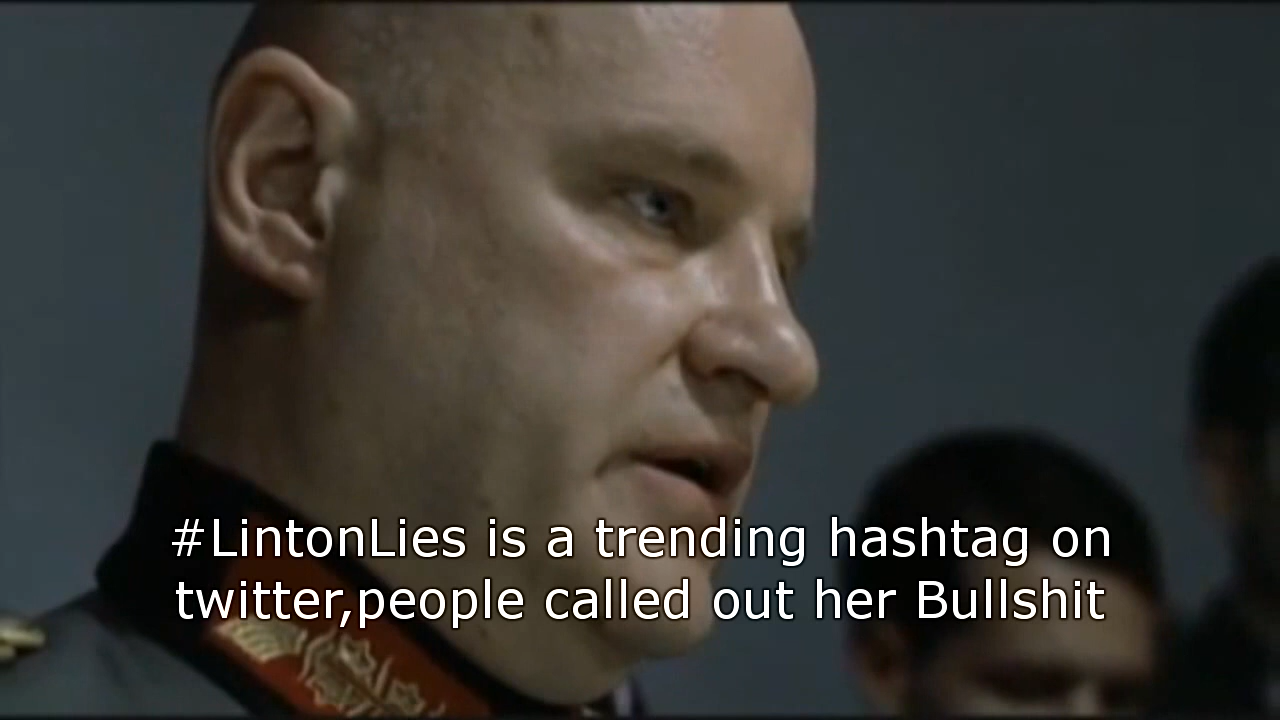 #LintonLies is a trending hashtag on
twitter,people called out her Bullshit